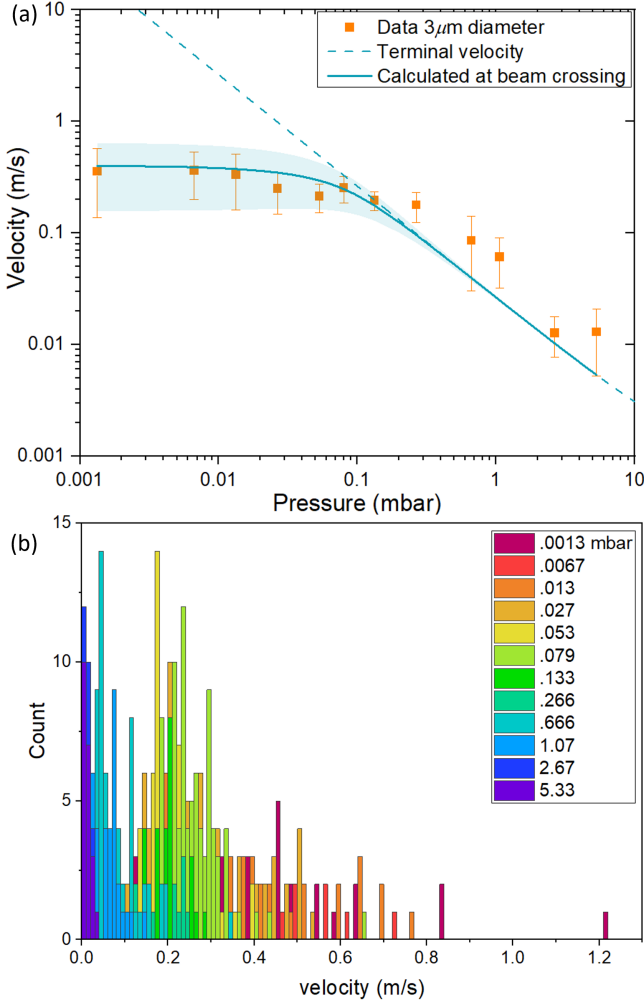 (a)
10
1
0.1
0.01
0.001
Velocity (m/s)
Data 3μm diameter
Terminal velocity
Calculated at beam crossing
0.001 0.01 0.1 1 10
Pressure (mbar)
(b)
15
10
5
0
Count
.0013 mbar
.0067
.013
.027
.053
.079
.133
.266
.666
1.07
2.67
5.33
0.0 0.2 0.4 0.6 0.8 1.0 1.2
velocity (m/s)